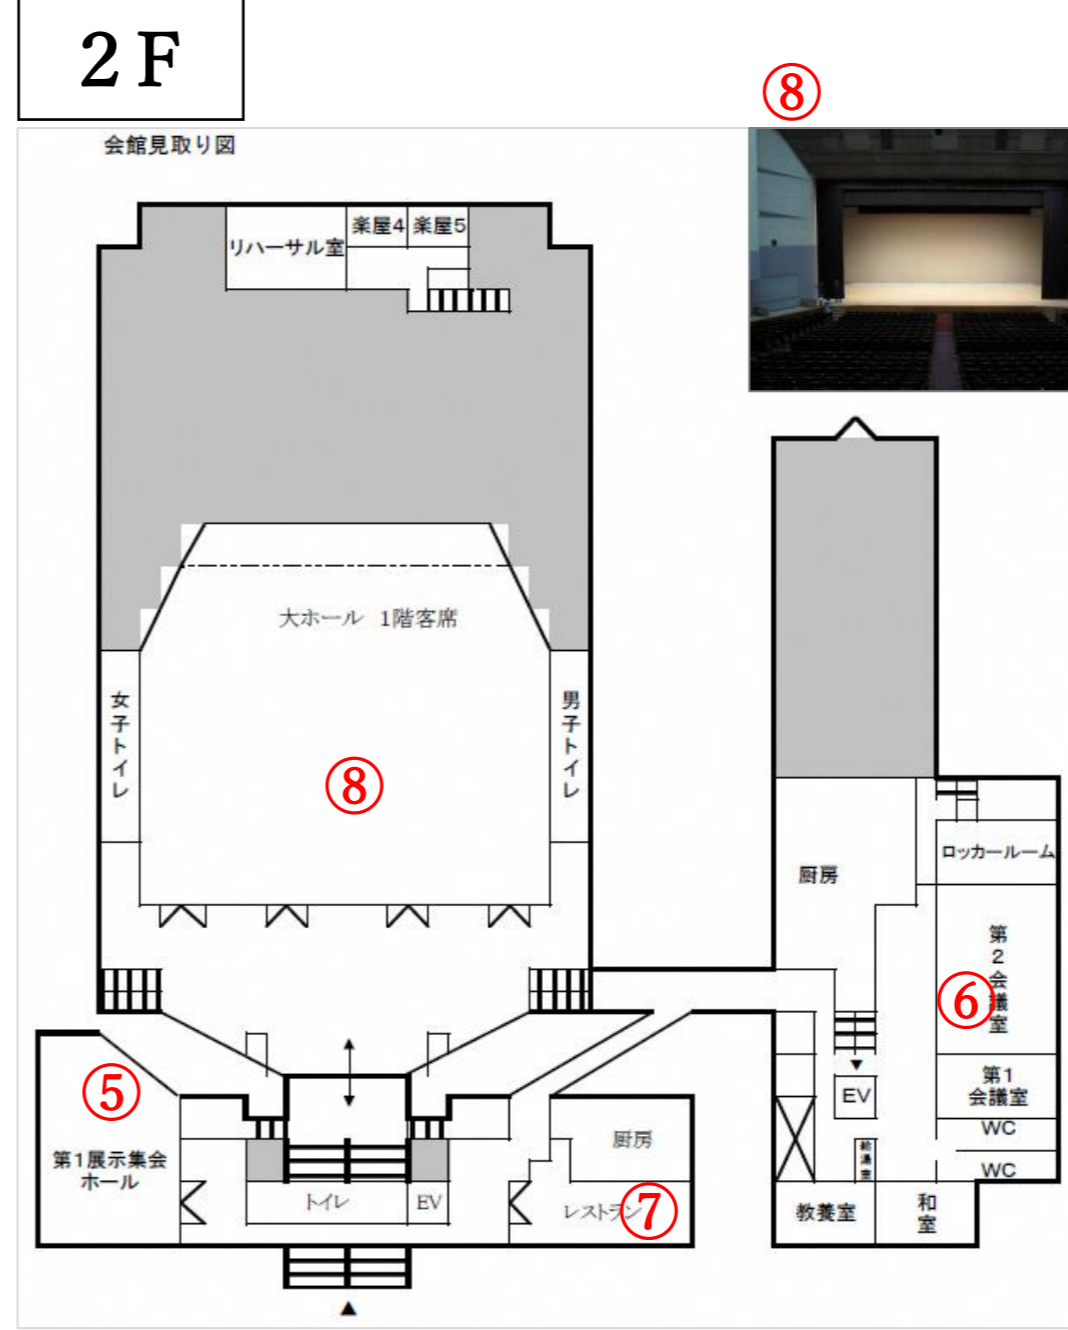 2F
⑧
会館見取り図
楽屋4
楽屋5
リハーサル室
大ホール 1階客席
女子トイレ
男子トイレ
⑧
ロッカールーム
厨房
第2会議室
⑥
第1
会議室
EV
WC
給湯室
WC
教養室
和室
⑤
第1展示集会
ホール
トイレ
EV
厨房
レストラン
⑦